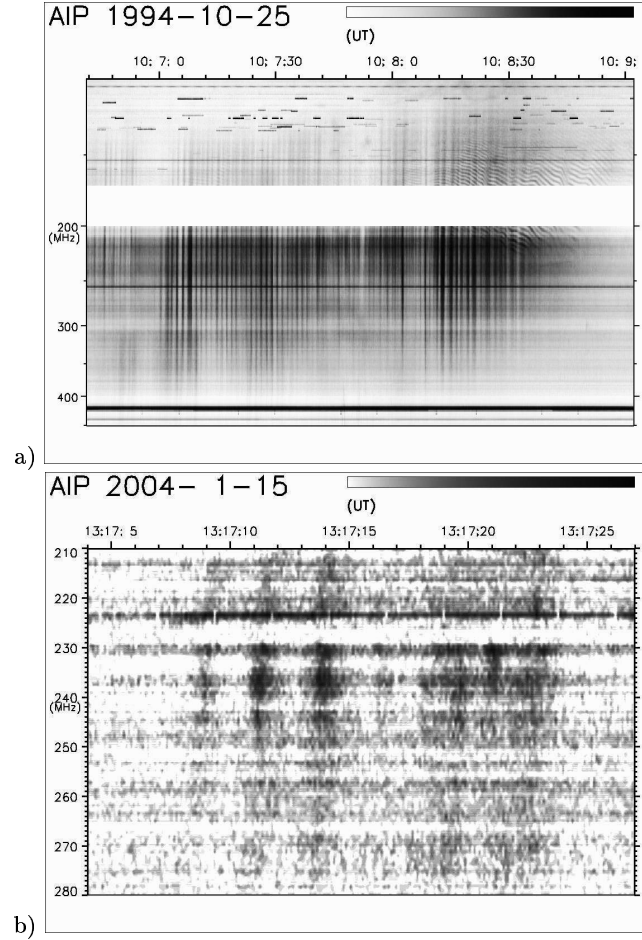 AIP 1994-10-25
(UT)
10; 7; 0 10; 7;30 10; 8; 0 10; 8;30 10; 9;
200
(MHz)
300
400
a)
AIP 2004- 1-15
(UT)
13:17: 5 13:17:10 13:17:15 13:17:20 13:17:25
210
220
230
240
(MHz)
250
260
270
280
b)